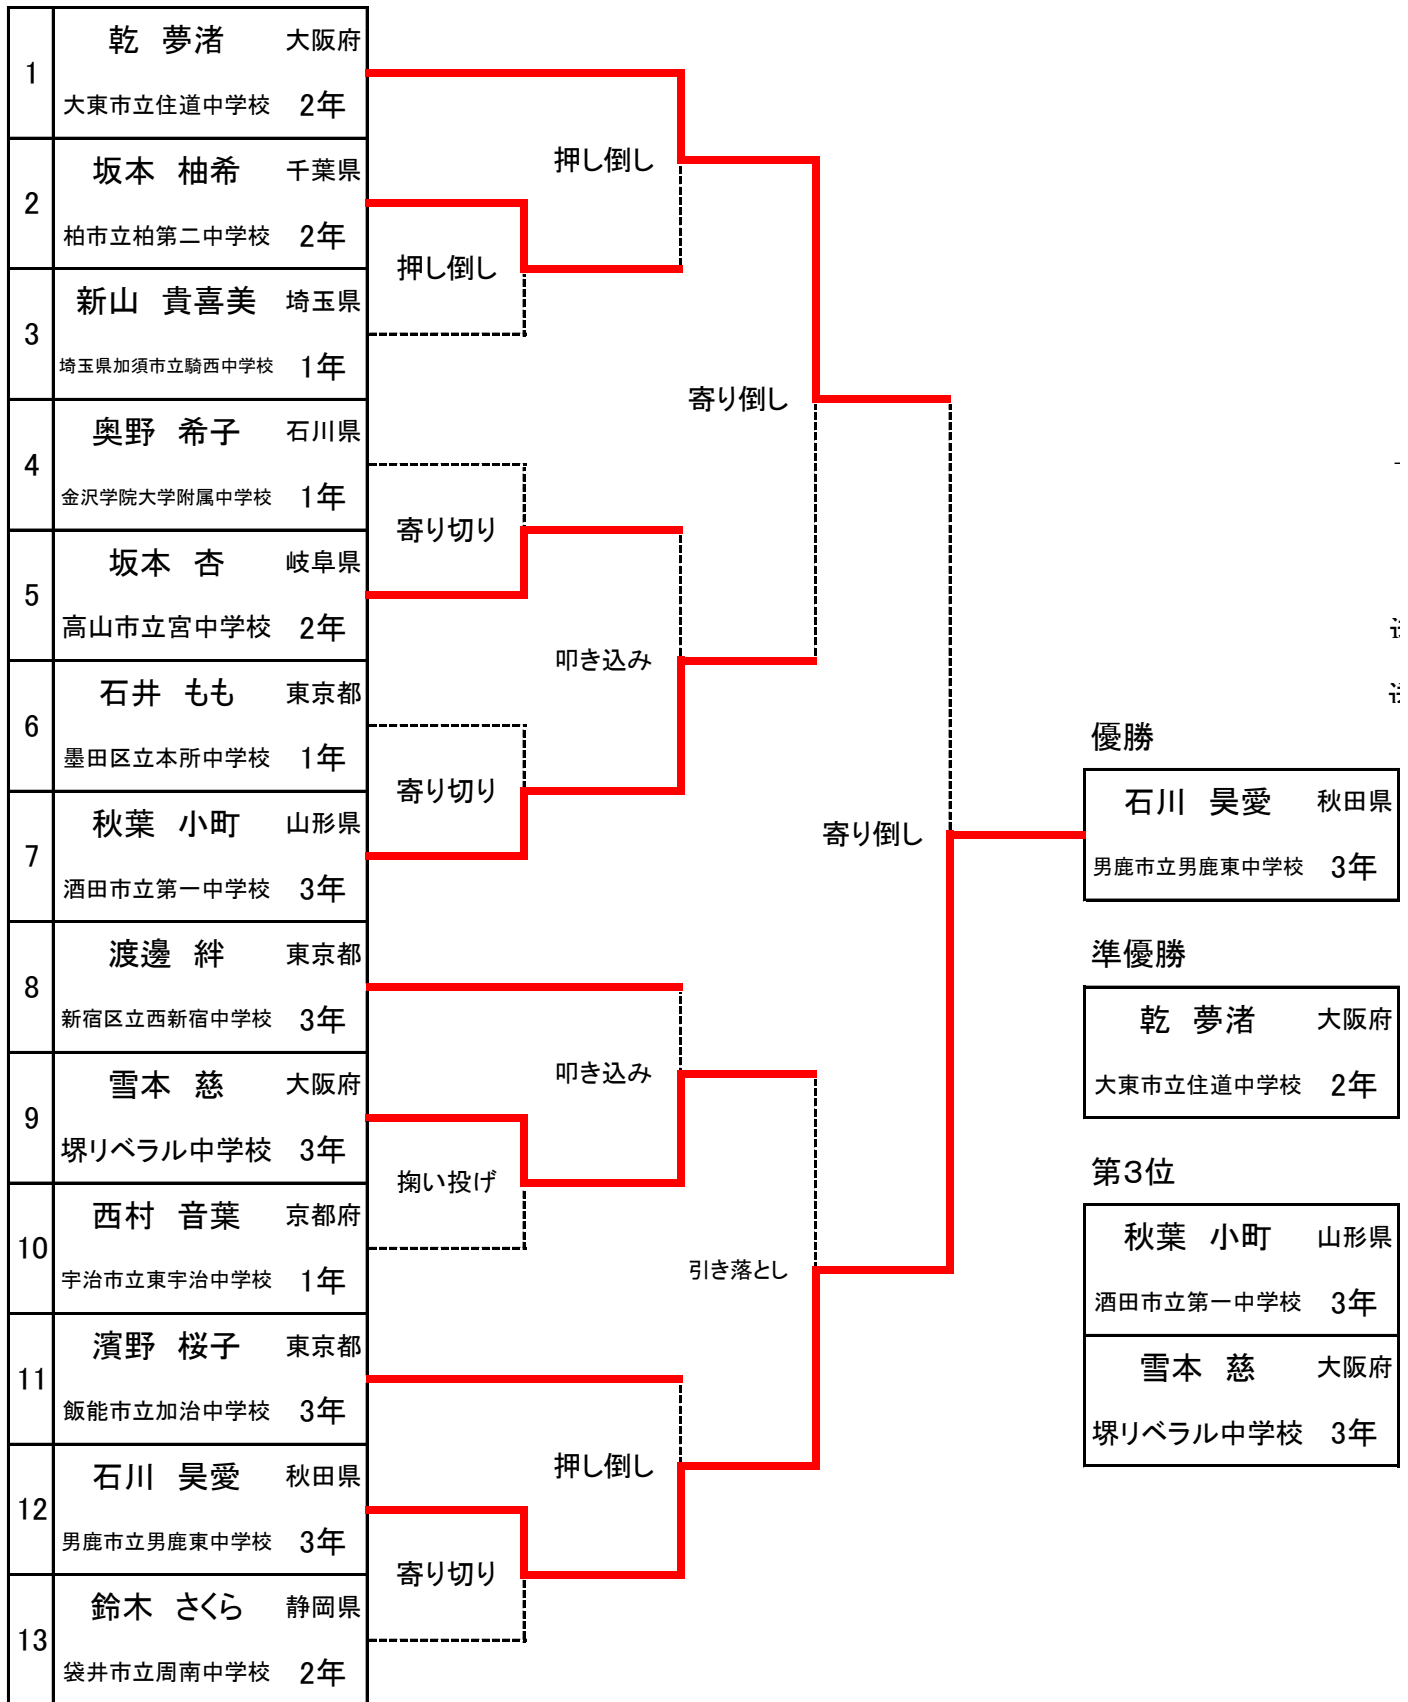 1
乾 夢渚 大阪府
大東市立住道中学校 2年
2
坂本 柚希 千葉県
柏市立柏第二中学校 2年
3
新山 貴喜美 埼玉県
埼玉県加須市立騎西中学校 1年
4
奥野 希子 石川県
金沢学院大学附属中学校 1年
5
坂本 杏 岐阜県
高山市立宮中学校 2年
6
石井 もも 東京都
墨田区立本所中学校 1年
7
秋葉 小町 山形県
酒田市立第一中学校 3年
8
渡邊 絆 東京都
新宿区立西新宿中学校 3年
9
雪本 慈 大阪府
堺リベラル中学校 3年
10
西村 音葉 京都府
宇治市立東宇治中学校 1年
11
濱野 桜子 東京都
飯能市立加治中学校 3年
12
石川 昊愛 秋田県
男鹿市立男鹿東中学校 3年
13
鈴木 さくら 静岡県
袋井市立周南中学校 2年
押し倒し
寄り切り
寄り切り
掬い投げ
寄り切り
押し倒し
叩き込み
叩き込み
押し倒し
寄り倒し
引き落とし
寄り倒し
優勝
石川 昊愛 秋田県
男鹿市立男鹿東中学校 3年
準優勝
乾 夢渚 大阪府
大東市立住道中学校 2年
第3位
秋葉 小町 山形県
酒田市立第一中学校 3年
雪本 慈 大阪府
堺リベラル中学校 3年